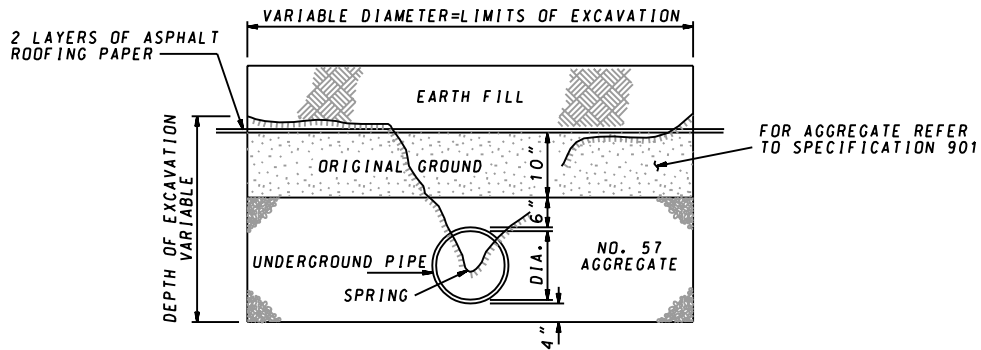 VARIABLE DIAMETER=LIMITS OF EXCAVATION
2 LAYERS OF ASPHALT
ROOFING PAPER
EARTH FILL
FOR AGGREGATE REFER
TO SPECIFICATION 901
ORIGINAL GROUND
10"
6"
DEPTH OF EXCAVATION
VARIABLE
UNDERGROUND PIPE
DIA.
NO. 57
AGGREGATE
SPRING
4"